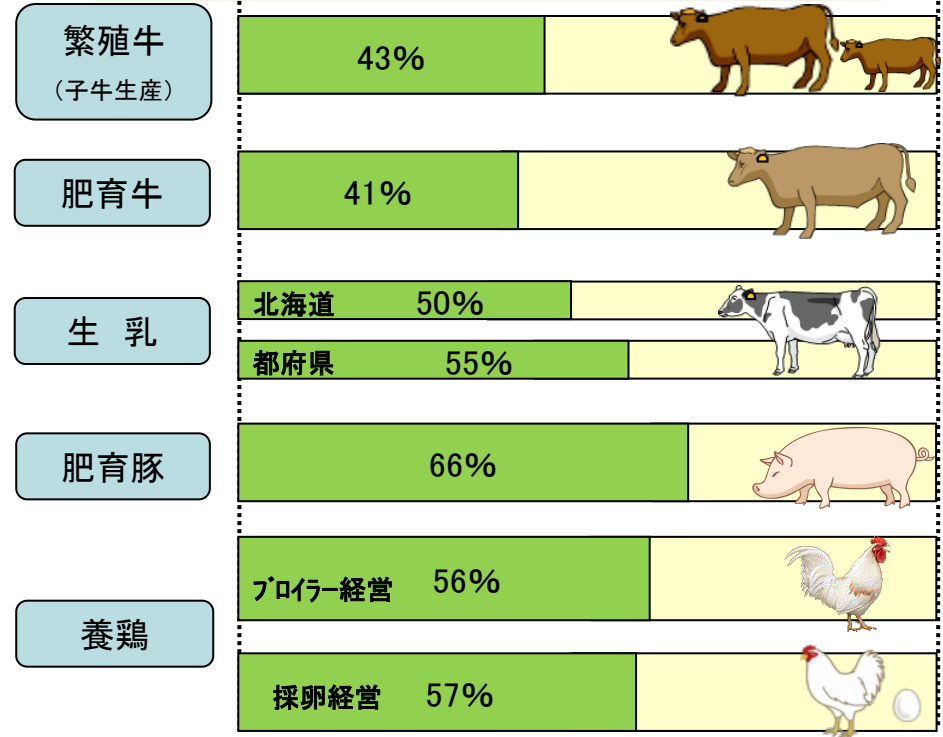 繁殖牛
（子牛生産）
43%
肥育牛
41%
生 乳
北海道 50%
都府県 55%
肥育豚
66%
養鶏
ﾌﾞﾛｲﾗｰ経営 56%
採卵経営 57%